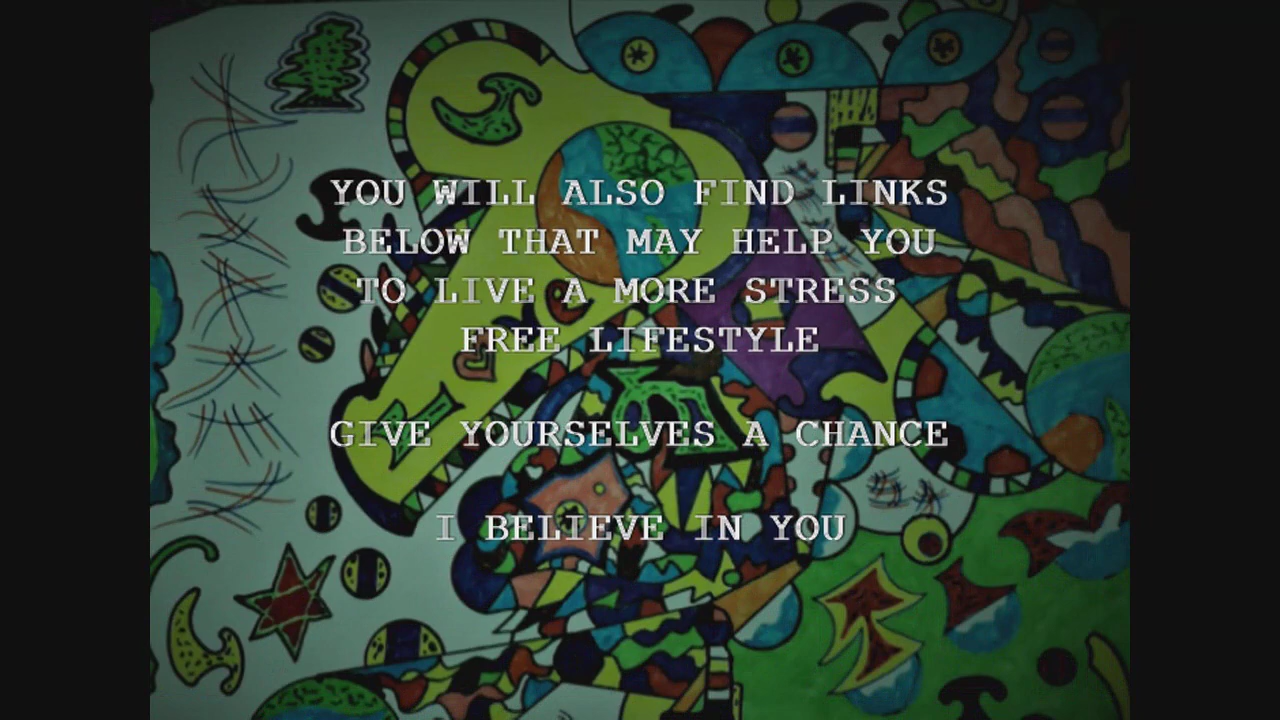 YOU WILL ALSO FIND LINKS
BELOW THAT MAY HELP YOU
TO LIVE A MORE STRESS
FREE LIFESTYLE
GIVE YOURSELVES A CHANCE
I BELIEVE IN YOU